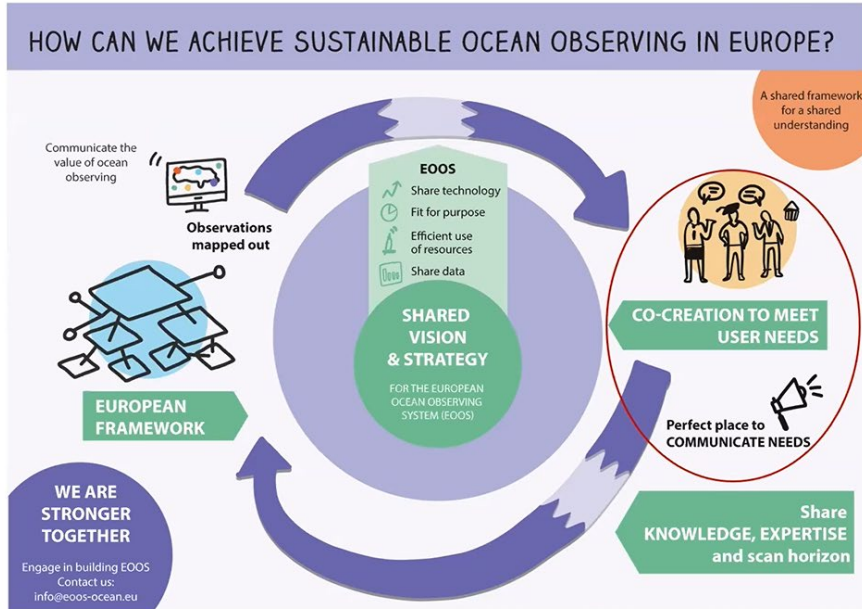 HOW CAN WE ACHIEVE SUSTAINABLE OCEAN OBSERVING IN EUROPE?
A shared framework
for a shared
understanding
Communicate the
value of ocean
observing
Observations
mapped out
EOOS
Share technology
Fit for purpose
Efficient use
of resources
Share data
SHARED
VISION
& STRATEGY
FOR THE EUROPEAN
OCEAN OBSERVING
SYSTEM (EOOS)
CO-CREATION TO MEET
USER NEEDS
Perfect place to
COMMUNICATE NEEDS
EUROPEAN
FRAMEWORK
Share
KNOWLEDGE, EXPERTISE
and scan horizon
WE ARE
STRONGER
TOGETHER
Engage in building EOOS
Contact us:
info@eoos-ocean.eu